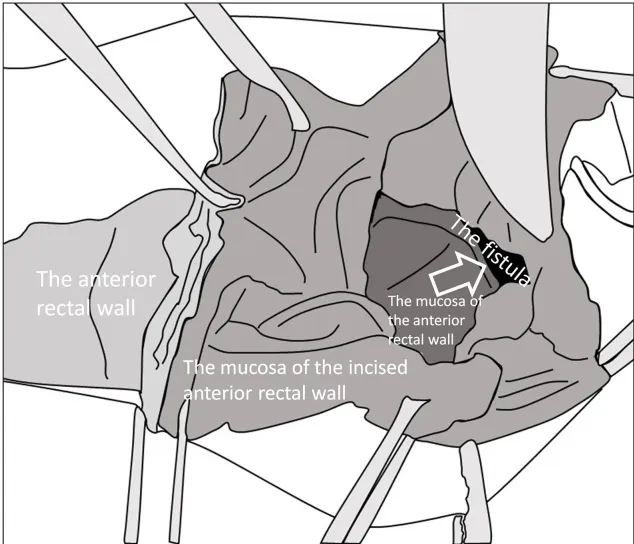 The anterior
rectal wall
The fistula
The mucosa of
the anterior
rectal wall
The mucosa of the incised
anterior rectal wall